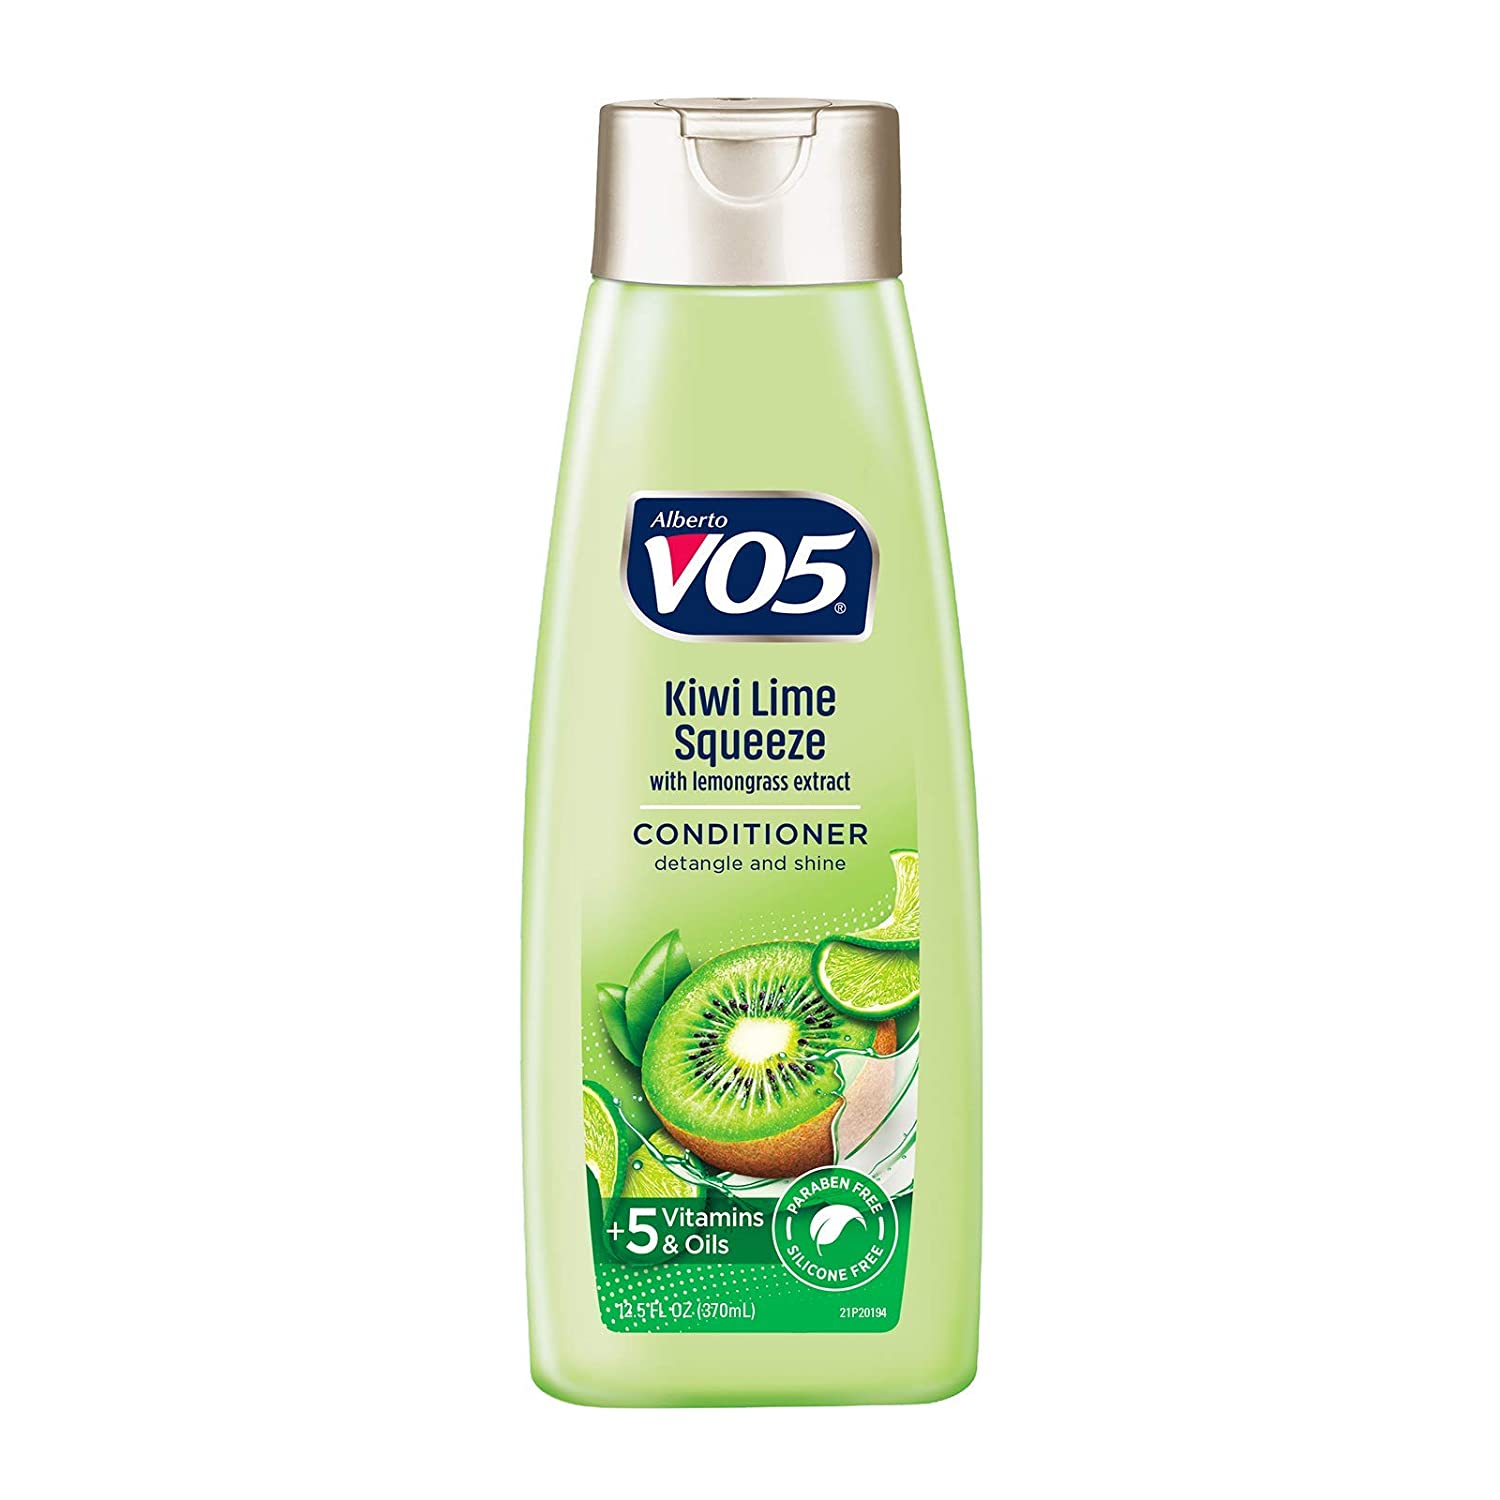 Alberto
VO5®
Kiwi Lime
Squeeze
with lemongrass extract
CONDITIONER
detangle and shine
+5 Vitamins
& Oils
PARABEN FREE
SILICONE FREE
12.5 FL OZ (370mL)
21P20194